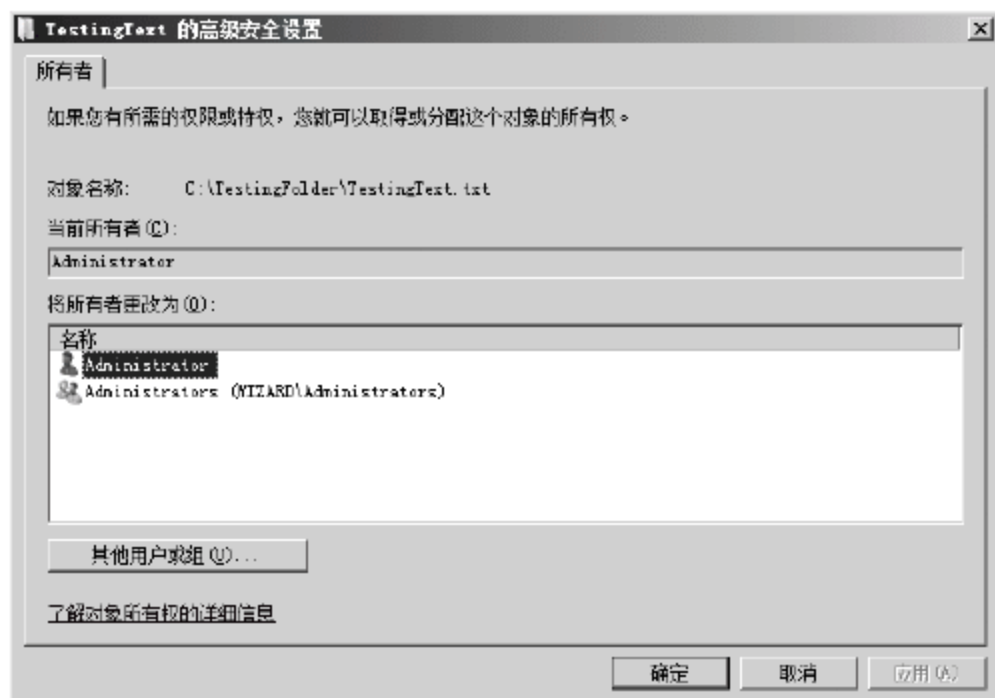 TestingText 的高级安全设置
所有者
如果您有所需的权限或特权，您就可以取得或分配这个对象的所有权。
对象名称: C:\TestingFolder\TestingText.txt
当前所有者(C):
Administrator
将所有者更改为(O):
名称
Administrator
Administrators (WIZARD\Administrators)
其他用户或组(U)...
了解对象所有权的详细信息
确定 取消 应用(A)